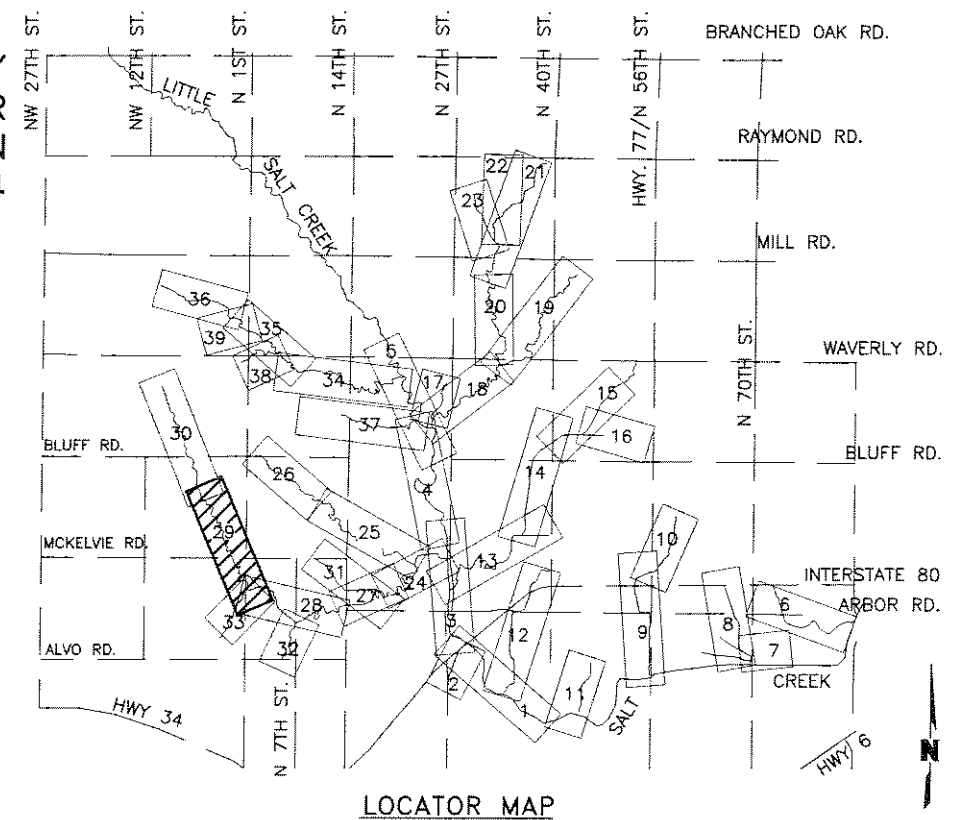 NW 27TH ST.
NW 12TH ST.
N 1ST ST.
N 14TH ST.
N 27TH ST.
N 40TH ST.
HWY. 77/N 56TH ST.
BRANCHED OAK RD.
LITTLE
SALT
CREEK
RAYMOND RD.
22
21
23
MILL RD.
36
20
19
39
35
5
N 70TH ST.
WAVERLY RD.
38
34
17
18
15
30
37
16
BLUFF RD.
BLUFF RD.
26
4
14
29
25
MCKELVIE RD.
10
31
24
13
INTERSTATE 80
27
6
ARBOR RD.
28
33
3
12
9
8
ALVO RD.
32
7
2
CREEK
11
1
SALT
HWY 34
N 7TH ST.
HWY 6
N
LOCATOR MAP